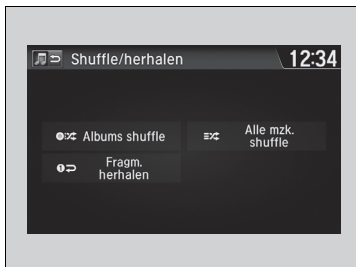 Shuffle/herhalen
12:34
Albums shuffle
Alle mzk.
shuffle
Fragm.
herhalen